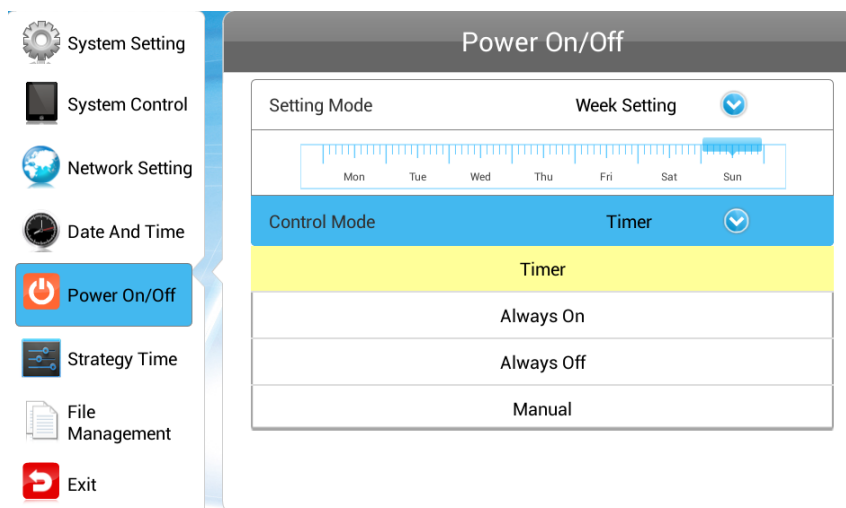 System Setting
System Control
Network Setting
Date And Time
Power On/Off
Strategy Time
File
Management
Exit
Power On/Off
Setting Mode Week Setting
Mon Tue Wed Thu Fri Sat Sun
Control Mode Timer
Timer
Always On
Always Off
Manual